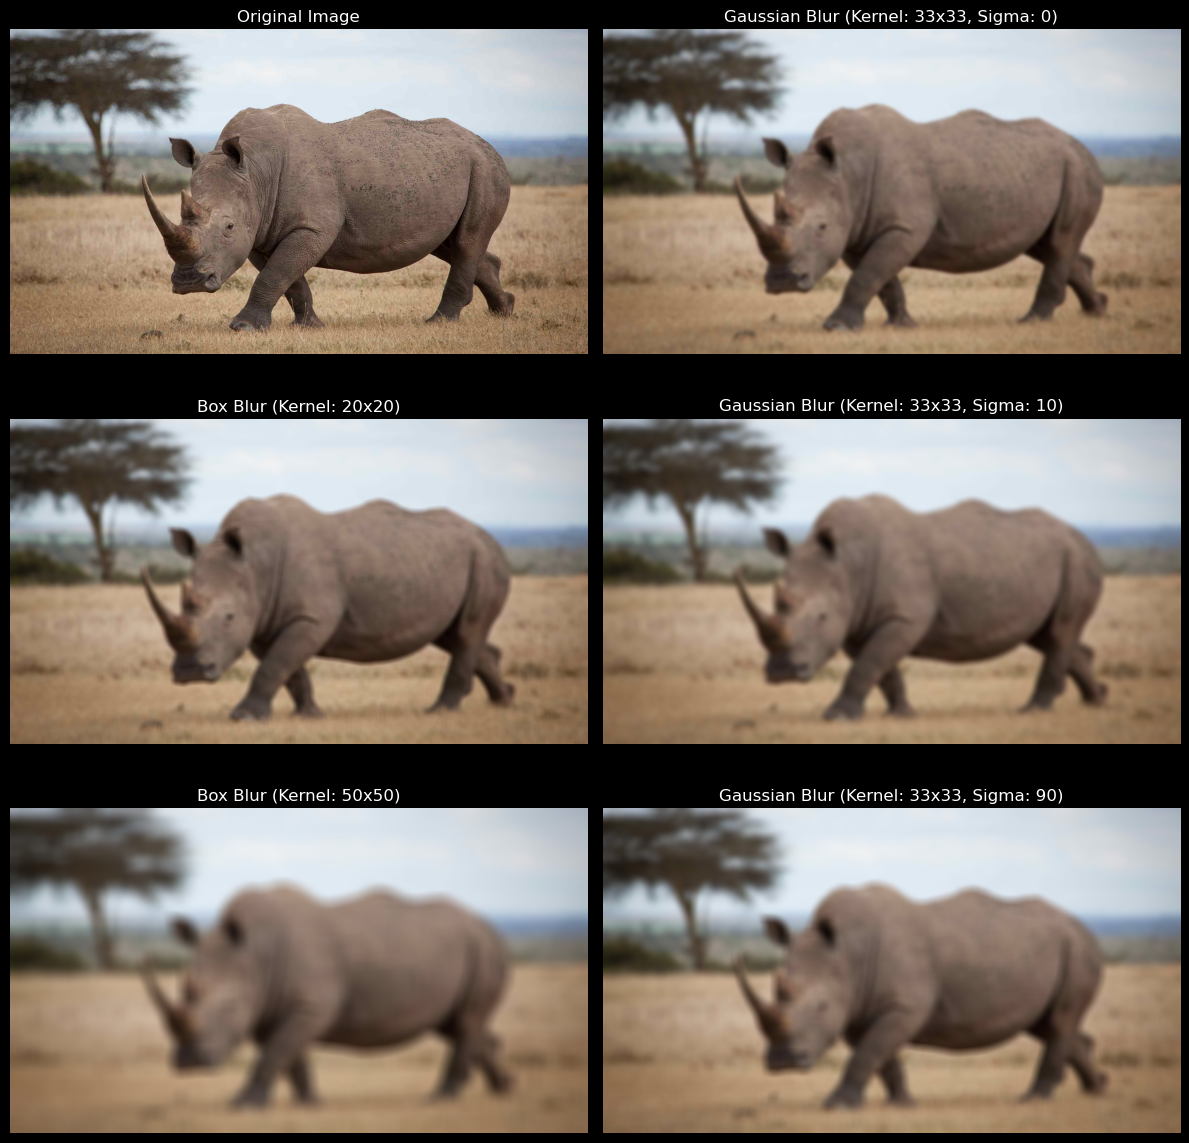 Original Image
Gaussian Blur (Kernel: 33x33, Sigma: 0)
Box Blur (Kernel: 20x20)
Gaussian Blur (Kernel: 33x33, Sigma: 10)
Box Blur (Kernel: 50x50)
Gaussian Blur (Kernel: 33x33, Sigma: 90)